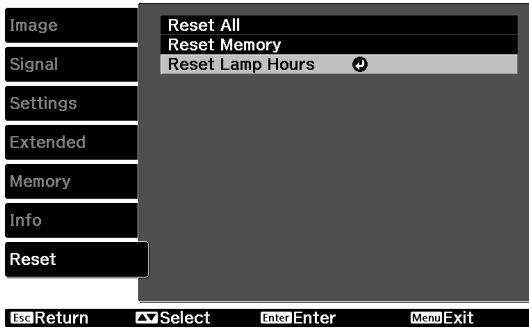 Image
Signal
Settings
Extended
Memory
Info
Reset
Reset All
Reset Memory
Reset Lamp Hours
Esc Return Select Enter Enter Menu Exit